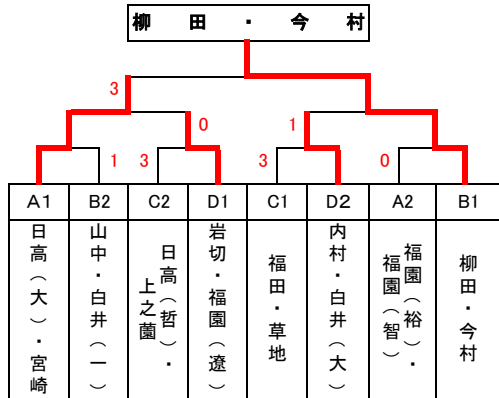 柳田・今村
3
0
1
1
3
3
0
A1
B2
C2
D1
C1
D2
A2
B1
日高(大)・宮崎
山中・白井(一)
日高(哲)・
上之薗
岩切・福園(遼)
福田・草地
内村・白井(大)
福園(裕)・
福園(智)
柳田・今村